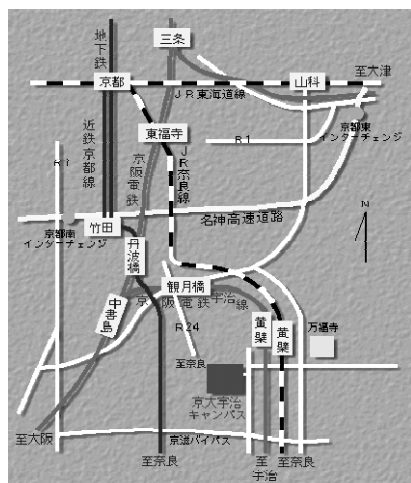 地下鉄
三条
至大津
京都
山科
JR東海道線
京都東
インターチェンジ
東福寺
R1
R1
近鉄京都線
京阪電鉄
JR奈良線
名神高速道路
N
竹田
京都南
インターチェンジ
丹波橋
観月橋
京阪電鉄宇治線
中書島
R24
黄檗
黄檗
万福寺
至奈良
京大宇治
キャンパス
至大阪
京滋バイパス
至奈良
至宇治
至奈良